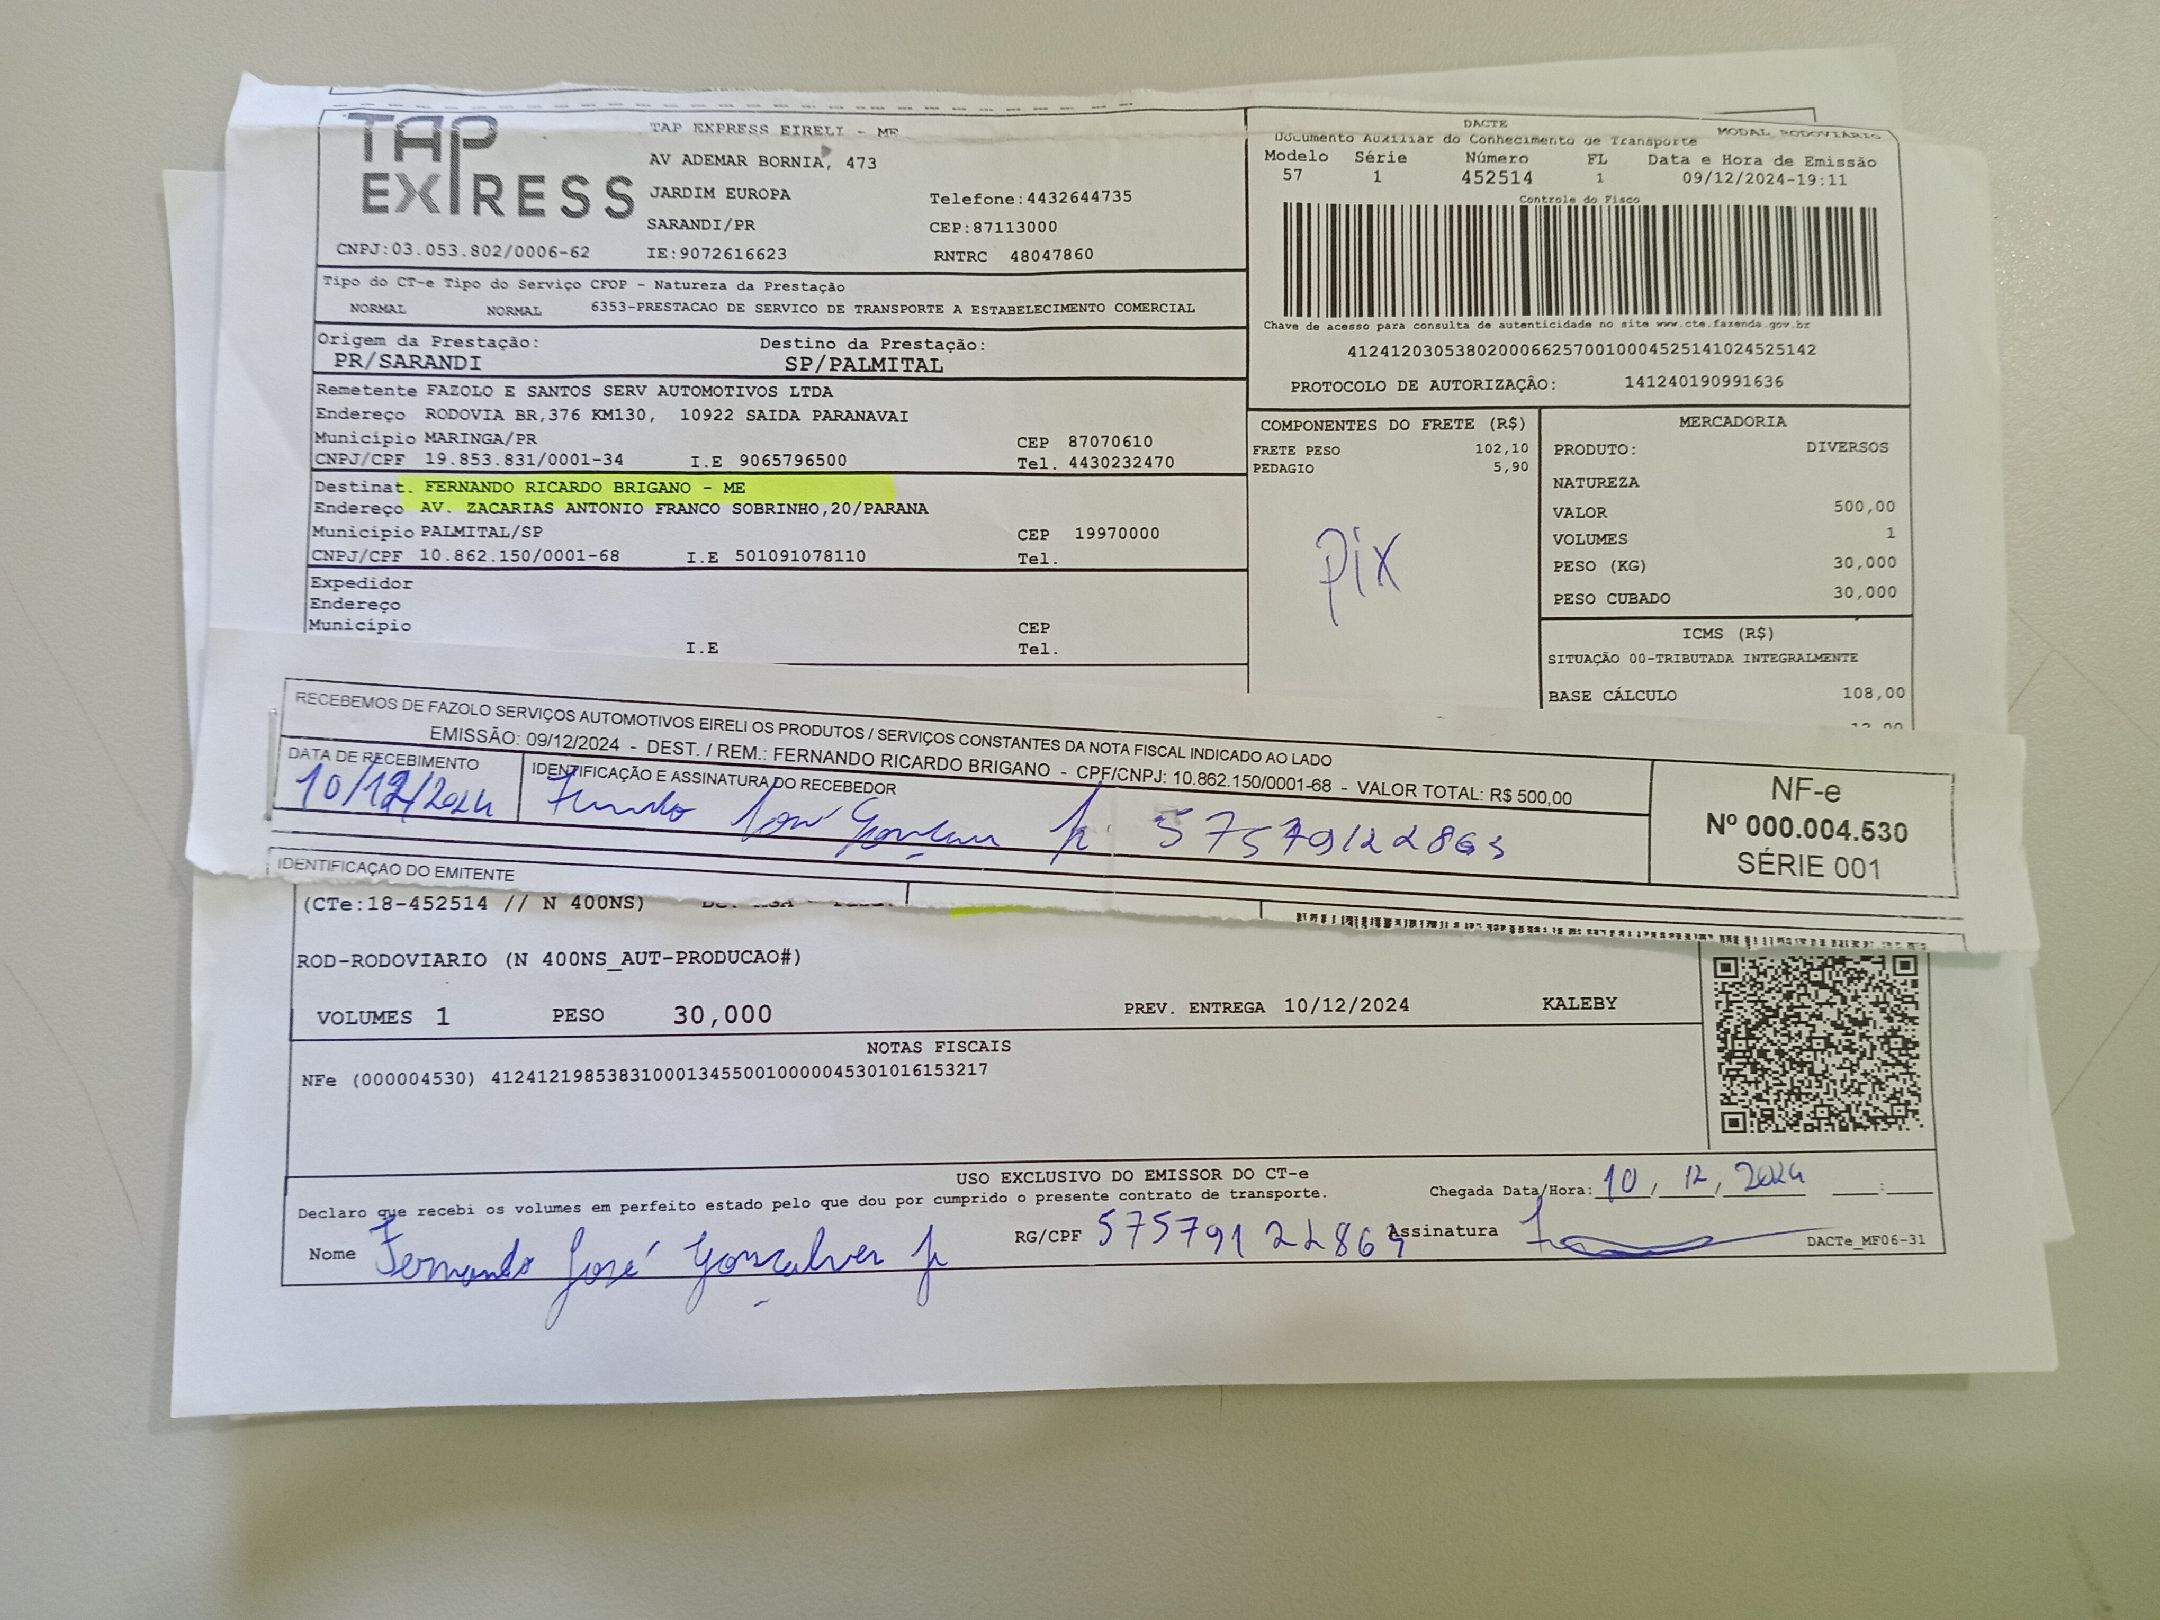 TAP EXPRESS
TAP EXPRESS EIRELI - ME
AV ADEMAR BORNIA, 473
JARDIM EUROPA Telefone:4432644735
SARANDI/PR CEP:87113000
CNPJ:03.053.802/0006-62 IE:9072616623 RNTRC 48047860
DACTE
Documento Auxiliar do Conhecimento de Transporte MODAL RODOVIÁRIO
Modelo Série Número FL Data e Hora de Emissão
57 1 452514 1 09/12/2024-19:11
Controle do Fisco
Chave de acesso para consulta de autenticidade no site www.cte.fazenda.gov.br
41241203053802000662570010004525141024525142
PROTOCOLO DE AUTORIZAÇÃO: 141240190991636
Tipo do CT-e Tipo do Serviço CFOP - Natureza da Prestação
NORMAL NORMAL 6353-PRESTACAO DE SERVICO DE TRANSPORTE A ESTABELECIMENTO COMERCIAL
Origem da Prestação: Destino da Prestação:
PR/SARANDI SP/PALMITAL
Remetente FAZOLO E SANTOS SERV AUTOMOTIVOS LTDA
Endereço RODOVIA BR,376 KM130, 10922 SAIDA PARANAVAI
Município MARINGA/PR CEP 87070610
CNPJ/CPF 19.853.831/0001-34 I.E 9065796500 Tel. 4430232470
Destinat. FERNANDO RICARDO BRIGANO - ME
Endereço AV. ZACARIAS ANTONIO FRANCO SOBRINHO,20/PARANA
Município PALMITAL/SP CEP 19970000
CNPJ/CPF 10.862.150/0001-68 I.E 501091078110 Tel.
Expedidor
Endereço
Município CEP
I.E Tel.
COMPONENTES DO FRETE (R$)
FRETE PESO 102,10
PEDAGIO 5,90
pix
MERCADORIA
PRODUTO: DIVERSOS
NATUREZA
VALOR 500,00
VOLUMES 1
PESO (KG) 30,000
PESO CUBADO 30,000
ICMS (R$)
SITUAÇÃO 00-TRIBUTADA INTEGRALMENTE
BASE CÁLCULO 108,00
RECEBEMOS DE FAZOLO SERVIÇOS AUTOMOTIVOS EIRELI OS PRODUTOS / SERVIÇOS CONSTANTES DA NOTA FISCAL INDICADO AO LADO
EMISSÃO: 09/12/2024 - DEST. / REM.: FERNANDO RICARDO BRIGANO - CPF/CNPJ: 10.862.150/0001-68 - VALOR TOTAL: R$ 500,00
DATA DE RECEBIMENTO IDENTIFICAÇÃO E ASSINATURA DO RECEBEDOR
10/12/2024
NF-e
Nº 000.004.530
SÉRIE 001
IDENTIFICAÇÃO DO EMITENTE
(CTe:18-452514 // N 400NS)
ROD-RODOVIARIO (N 400NS_AUT-PRODUCAO#)
VOLUMES 1 PESO 30,000 PREV. ENTREGA 10/12/2024 KALEBY
NOTAS FISCAIS
NFe (000004530) 41241219853831000134550010000045301016153217
USO EXCLUSIVO DO EMISSOR DO CT-e
Declaro que recebi os volumes em perfeito estado pelo que dou por cumprido o presente contrato de transporte. Chegada Data/Hora: 10/12/2024 __:__
Nome Fernando José Gonçalves Jr RG/CPF 57579122864 Assinatura DACTe_MF06-31